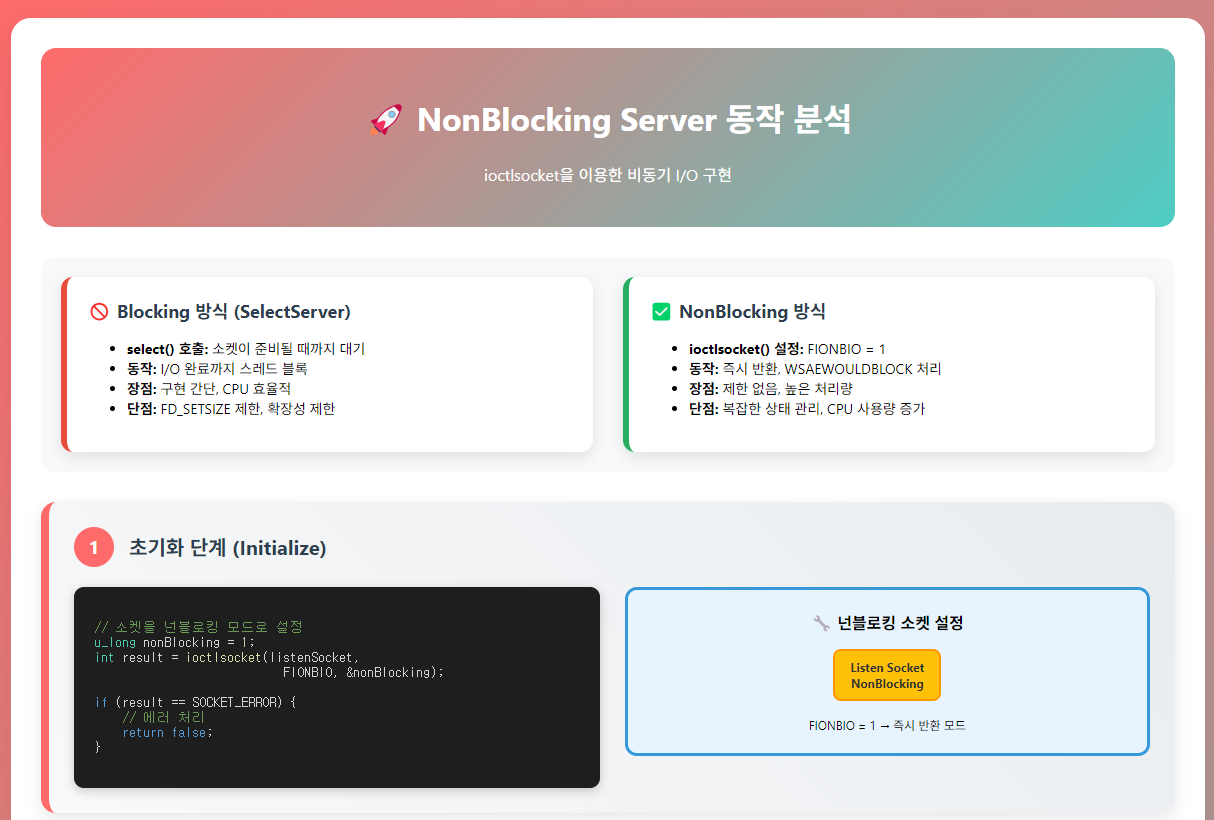 🚀 NonBlocking Server 동작 분석
ioctlsocket을 이용한 비동기 I/O 구현
🚫 Blocking 방식 (SelectServer)
• select() 호출: 소켓이 준비될 때까지 대기
• 동작: I/O 완료까지 스레드 블록
• 장점: 구현 간단, CPU 효율적
• 단점: FD_SETSIZE 제한, 확장성 제한
✅ NonBlocking 방식
• ioctlsocket() 설정: FIONBIO = 1
• 동작: 즉시 반환, WSAEWOULDBLOCK 처리
• 장점: 제한 없음, 높은 처리량
• 단점: 복잡한 상태 관리, CPU 사용량 증가
1 초기화 단계 (Initialize)
// 소켓을 넌블로킹 모드로 설정
u_long nonBlocking = 1;
int result = ioctlsocket(listenSocket,
FIONBIO, &nonBlocking);
if (result == SOCKET_ERROR) {
// 에러 처리
return false;
}
🔧 넌블로킹 소켓 설정
Listen Socket
NonBlocking
FIONBIO = 1 → 즉시 반환 모드